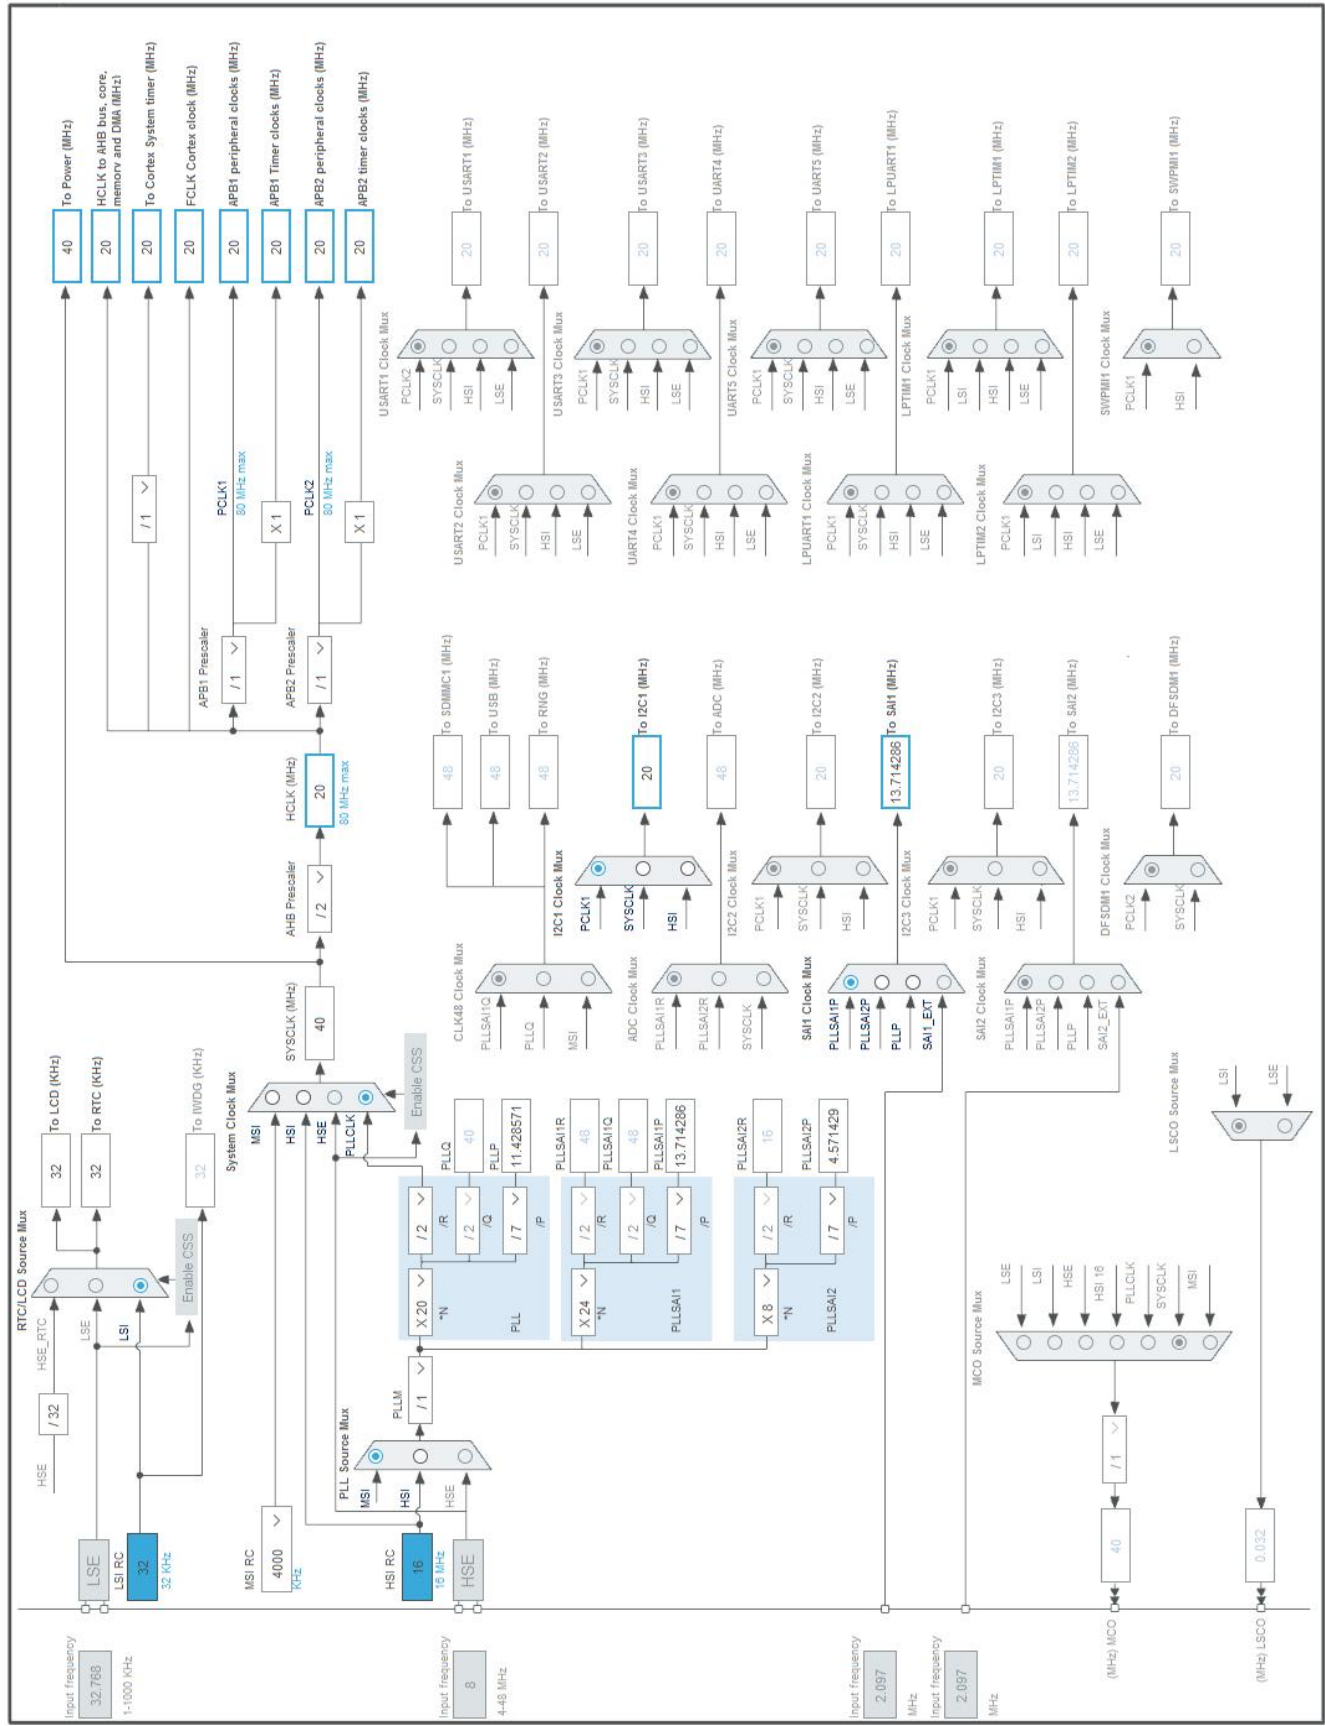 Input frequency
32.768
1-1000 KHz
LSE
LSI RC
32
32 KHz
HSE
/ 32
HSE_RTC
LSE
LSI
RTC/LCD Source Mux
Enable CSS
32
To LCD (KHz)
32
To RTC (KHz)
32
To IWDG (KHz)
MSI RC
4000
KHz
HSI RC
16
16 MHz
Input frequency
8
4-48 MHz
HSE
PLL Source Mux
MSI
HSI
HSE
PLLM
/ 1
X 20
*N
PLL
/ 2
/R
/ 2
/Q
/ 7
/P
PLLQ
40
PLLP
11.428571
X 24
*N
PLLSAI1
/ 2
/R
/ 2
/Q
/ 7
/P
PLLSAI1R
48
PLLSAI1Q
48
PLLSAI1P
13.714286
X 8
*N
PLLSAI2
/ 2
/R
/ 7
/P
PLLSAI2R
16
PLLSAI2P
4.571429
System Clock Mux
MSI
HSI
HSE
PLLCLK
Enable CSS
SYSCLK (MHz)
40
AHB Prescaler
/ 2
HCLK (MHz)
20
80 MHz max
APB1 Prescaler
/ 1
APB2 Prescaler
/ 1
/ 1
PCLK1
80 MHz max
X 1
PCLK2
80 MHz max
X 1
40
To Power (MHz)
20
HCLK to AHB bus, core,
memory and DMA (MHz)
20
To Cortex System timer (MHz)
20
FCLK Cortex clock (MHz)
20
APB1 peripheral clocks (MHz)
20
APB1 Timer clocks (MHz)
20
APB2 peripheral clocks (MHz)
20
APB2 timer clocks (MHz)
CLK48 Clock Mux
PLLSAI1Q
PLLQ
MSI
48
To SDMMC1 (MHz)
48
To USB (MHz)
48
To RNG (MHz)
I2C1 Clock Mux
PCLK1
SYSCLK
HSI
20
To I2C1 (MHz)
ADC Clock Mux
PLLSAI1R
PLLSAI2R
SYSCLK
48
To ADC (MHz)
I2C2 Clock Mux
PCLK1
SYSCLK
HSI
20
To I2C2 (MHz)
SAI1 Clock Mux
PLLSAI1P
PLLSAI2P
PLLP
SAI1_EXT
13.714286
To SAI1 (MHz)
I2C3 Clock Mux
PCLK1
SYSCLK
HSI
20
To I2C3 (MHz)
SAI2 Clock Mux
PLLSAI1P
PLLSAI2P
PLLP
SAI2_EXT
13.714286
To SAI2 (MHz)
DFSDM1 Clock Mux
PCLK2
SYSCLK
20
To DFSDM1 (MHz)
USART1 Clock Mux
PCLK2
SYSCLK
HSI
LSE
20
To USART1 (MHz)
USART2 Clock Mux
PCLK1
SYSCLK
HSI
LSE
20
To USART2 (MHz)
USART3 Clock Mux
PCLK1
SYSCLK
HSI
LSE
20
To USART3 (MHz)
UART4 Clock Mux
PCLK1
SYSCLK
HSI
LSE
20
To UART4 (MHz)
UART5 Clock Mux
PCLK1
SYSCLK
HSI
LSE
20
To UART5 (MHz)
LPUART1 Clock Mux
PCLK1
SYSCLK
HSI
LSE
20
To LPUART1 (MHz)
LPTIM1 Clock Mux
PCLK1
LSI
HSI
LSE
20
To LPTIM1 (MHz)
LPTIM2 Clock Mux
PCLK1
LSI
HSI
LSE
20
To LPTIM2 (MHz)
SWPMI1 Clock Mux
PCLK1
HSI
20
To SWPMI1 (MHz)
Input frequency
2.097
MHz
Input frequency
2.097
MHz
(MHz) MCO
40
/ 1
MCO Source Mux
LSE
LSI
HSE
HSI 16
PLLCLK
SYSCLK
MSI
(MHz) LSCO
0.032
LSCO Source Mux
LSI
LSE